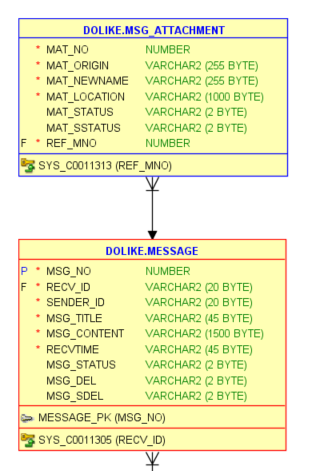 DOLIKE.MSG_ATTACHMENT
* MAT_NO NUMBER
* MAT_ORIGIN VARCHAR2 (255 BYTE)
* MAT_NEWNAME VARCHAR2 (255 BYTE)
* MAT_LOCATION VARCHAR2 (1000 BYTE)
MAT_STATUS VARCHAR2 (2 BYTE)
MAT_SSTATUS VARCHAR2 (2 BYTE)
F * REF_MNO NUMBER
SYS_C0011313 (REF_MNO)
DOLIKE.MESSAGE
P * MSG_NO NUMBER
F * RECV_ID VARCHAR2 (20 BYTE)
* SENDER_ID VARCHAR2 (20 BYTE)
* MSG_TITLE VARCHAR2 (45 BYTE)
* MSG_CONTENT VARCHAR2 (1500 BYTE)
* RECVTIME VARCHAR2 (45 BYTE)
MSG_STATUS VARCHAR2 (2 BYTE)
MSG_DEL VARCHAR2 (2 BYTE)
MSG_SDEL VARCHAR2 (2 BYTE)
MESSAGE_PK (MSG_NO)
SYS_C0011305 (RECV_ID)